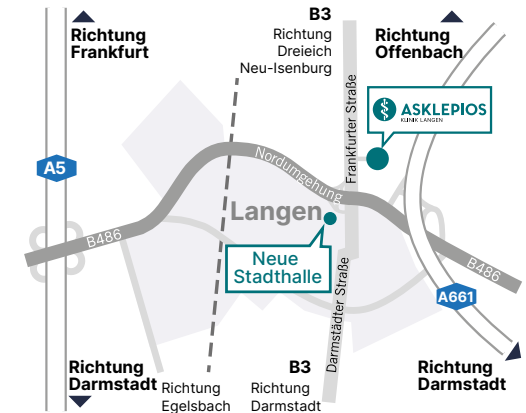 Richtung
Frankfurt
B3
Richtung
Dreieich
Neu-Isenburg
Richtung
Offenbach
ASKLEPIOS
KLINIK LANGEN
Frankfurter Straße
A5
Nordumgehung
Langen
Neue
Stadthalle
B486
B486
A661
Darmstädter Straße
Richtung
Darmstadt
Richtung
Egelsbach
B3
Richtung
Darmstadt
Richtung
Darmstadt